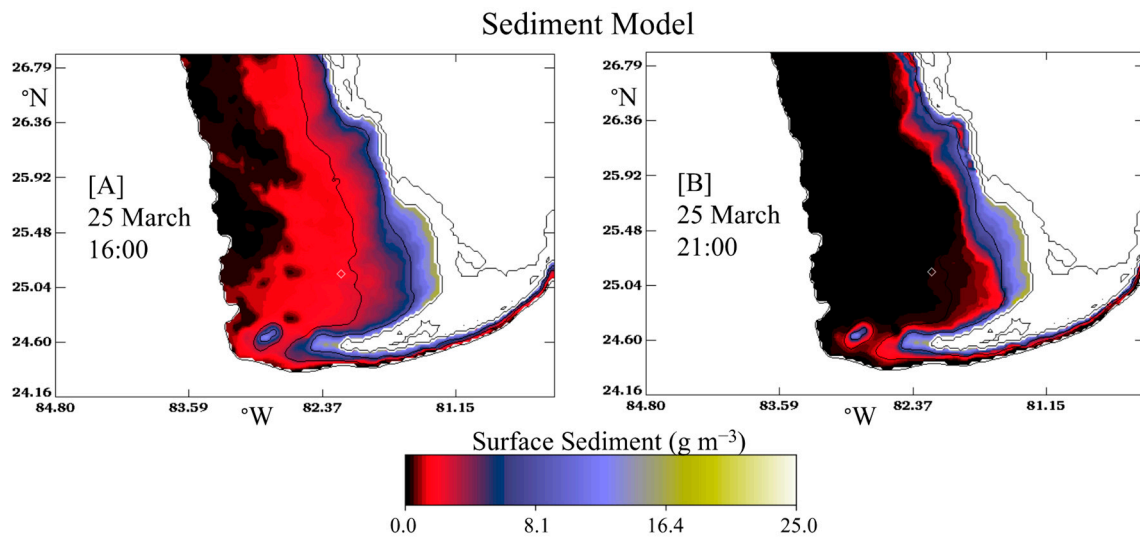 Sediment Model
26.79
°N
26.36
25.92
25.48
25.04
24.60
24.16
84.80
83.59
82.37
81.15
°W
[A]
25 March
16:00
26.79
°N
26.36
25.92
25.48
25.04
24.60
24.16
84.80
83.59
82.37
81.15
°W
[B]
25 March
21:00
Surface Sediment (g m⁻³)
0.0
8.1
16.4
25.0